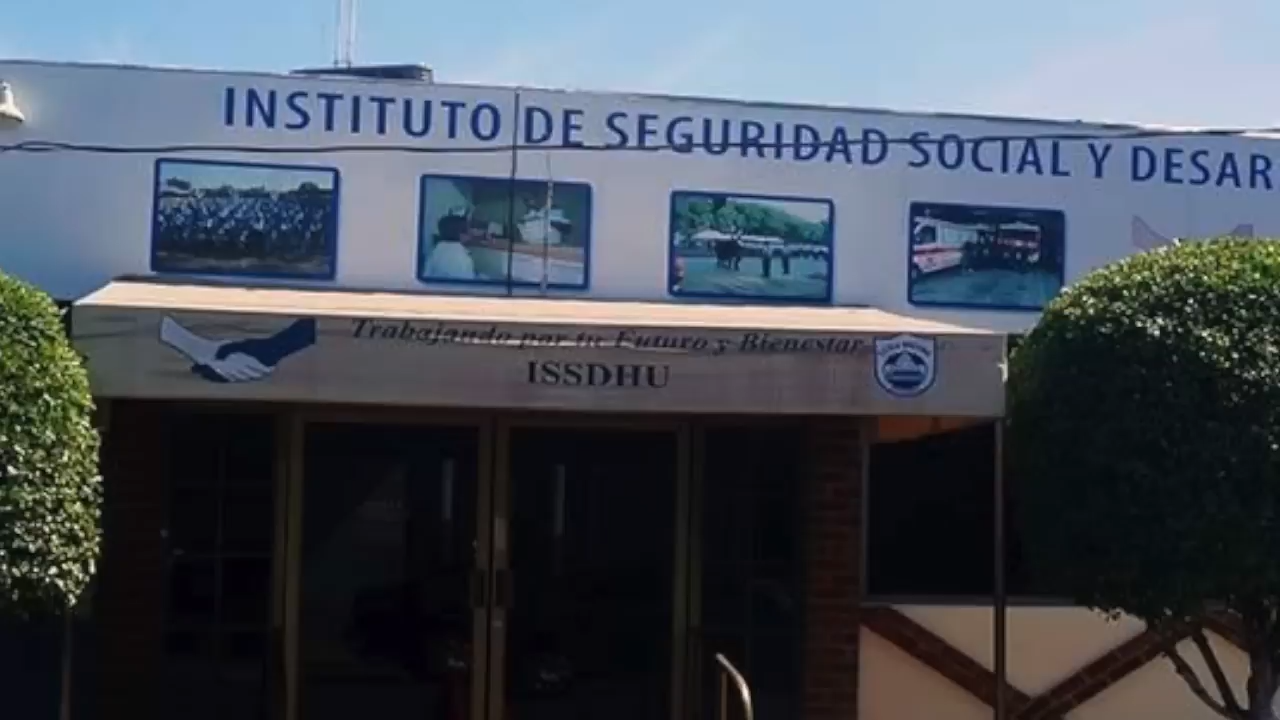 INSTITUTO DE SEGURIDAD SOCIAL Y DESAR
Trabajando por tu Futuro y Bienestar
ISSDHU